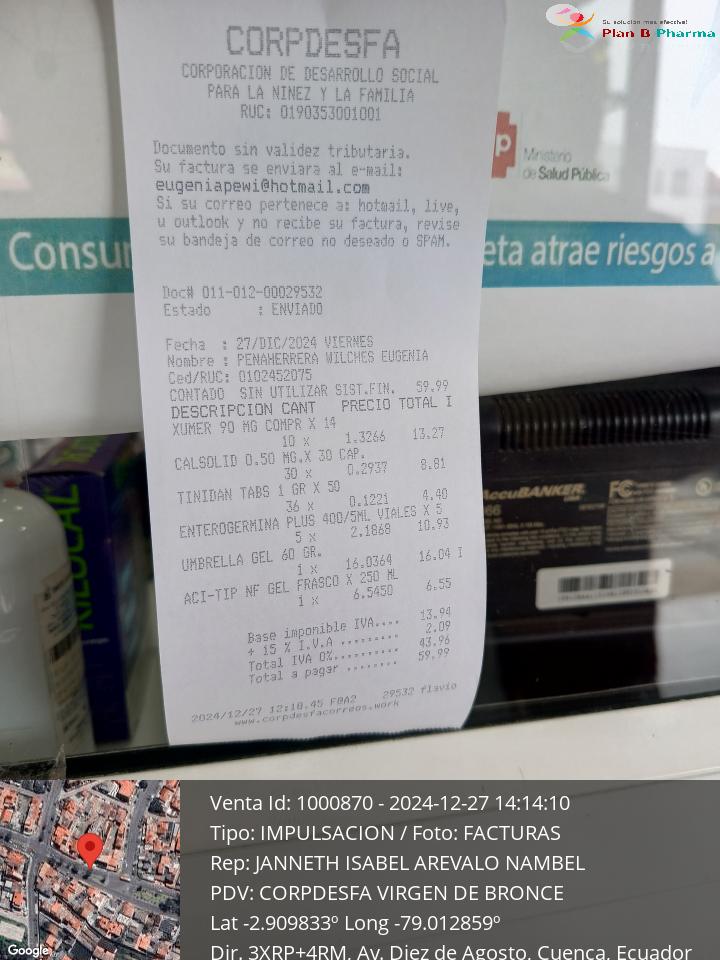 Su solución más efectiva!
Plan B Pharma
CORPDESFA
CORPORACION DE DESARROLLO SOCIAL
PARA LA NINEZ Y LA FAMILIA
RUC: 0190353001001
Documento sin validez tributaria.
Su factura se enviara al e-mail:
eugeniapewi@hotmail.com
Si su correo pertenece a: hotmail, live,
u outlook y no recibe su factura, revise
su bandeja de correo no deseado o SPAM.
Ministerio
de Salud Pública
Consu
eta atrae riesgos a
Doc# 011-012-00029532
Estado : ENVIADO
Fecha : 27/DIC/2024 VIERNES
Nombre : PENAHERRERA WILCHES EUGENIA
Ced/RUC: 0102452075
CONTADO SIN UTILIZAR SIST.FIN. 59.99
DESCRIPCION CANT PRECIO TOTAL I
XUMER 90 MG COMPR X 14
10 x 1.3266 13.27
CALSOLID 0.50 MG.X 30 CAP.
30 x 0.2937 8.81
TINIDAN TABS 1 GR X 50
36 x 0.1221 4.40
ENTEROGERMINA PLUS 400/5ML VIALES X 5
5 x 2.1868 10.93
UMBRELLA GEL 60 GR.
1 x 16.0364 16.04 I
ACI-TIP NF GEL FRASCO X 250 ML
1 x 6.5450 6.55
Base imponible IVA.... 13.94
+ 15 % I.V.A ......... 2.09
Total IVA 0%.......... 43.96
Total a pagar ........ 59.99
2024/12/27 12:10.45 F@A2 29532 flavio
www.corpdesfacorreos.work
AccuBANKER
FC
Venta Id: 1000870 - 2024-12-27 14:14:10
Tipo: IMPULSACION / Foto: FACTURAS
Rep: JANNETH ISABEL AREVALO NAMBEL
PDV: CORPDESFA VIRGEN DE BRONCE
Lat -2.909833º Long -79.012859º
Dir. 3XRP+4RM, Av. Diez de Agosto, Cuenca, Ecuador
Google